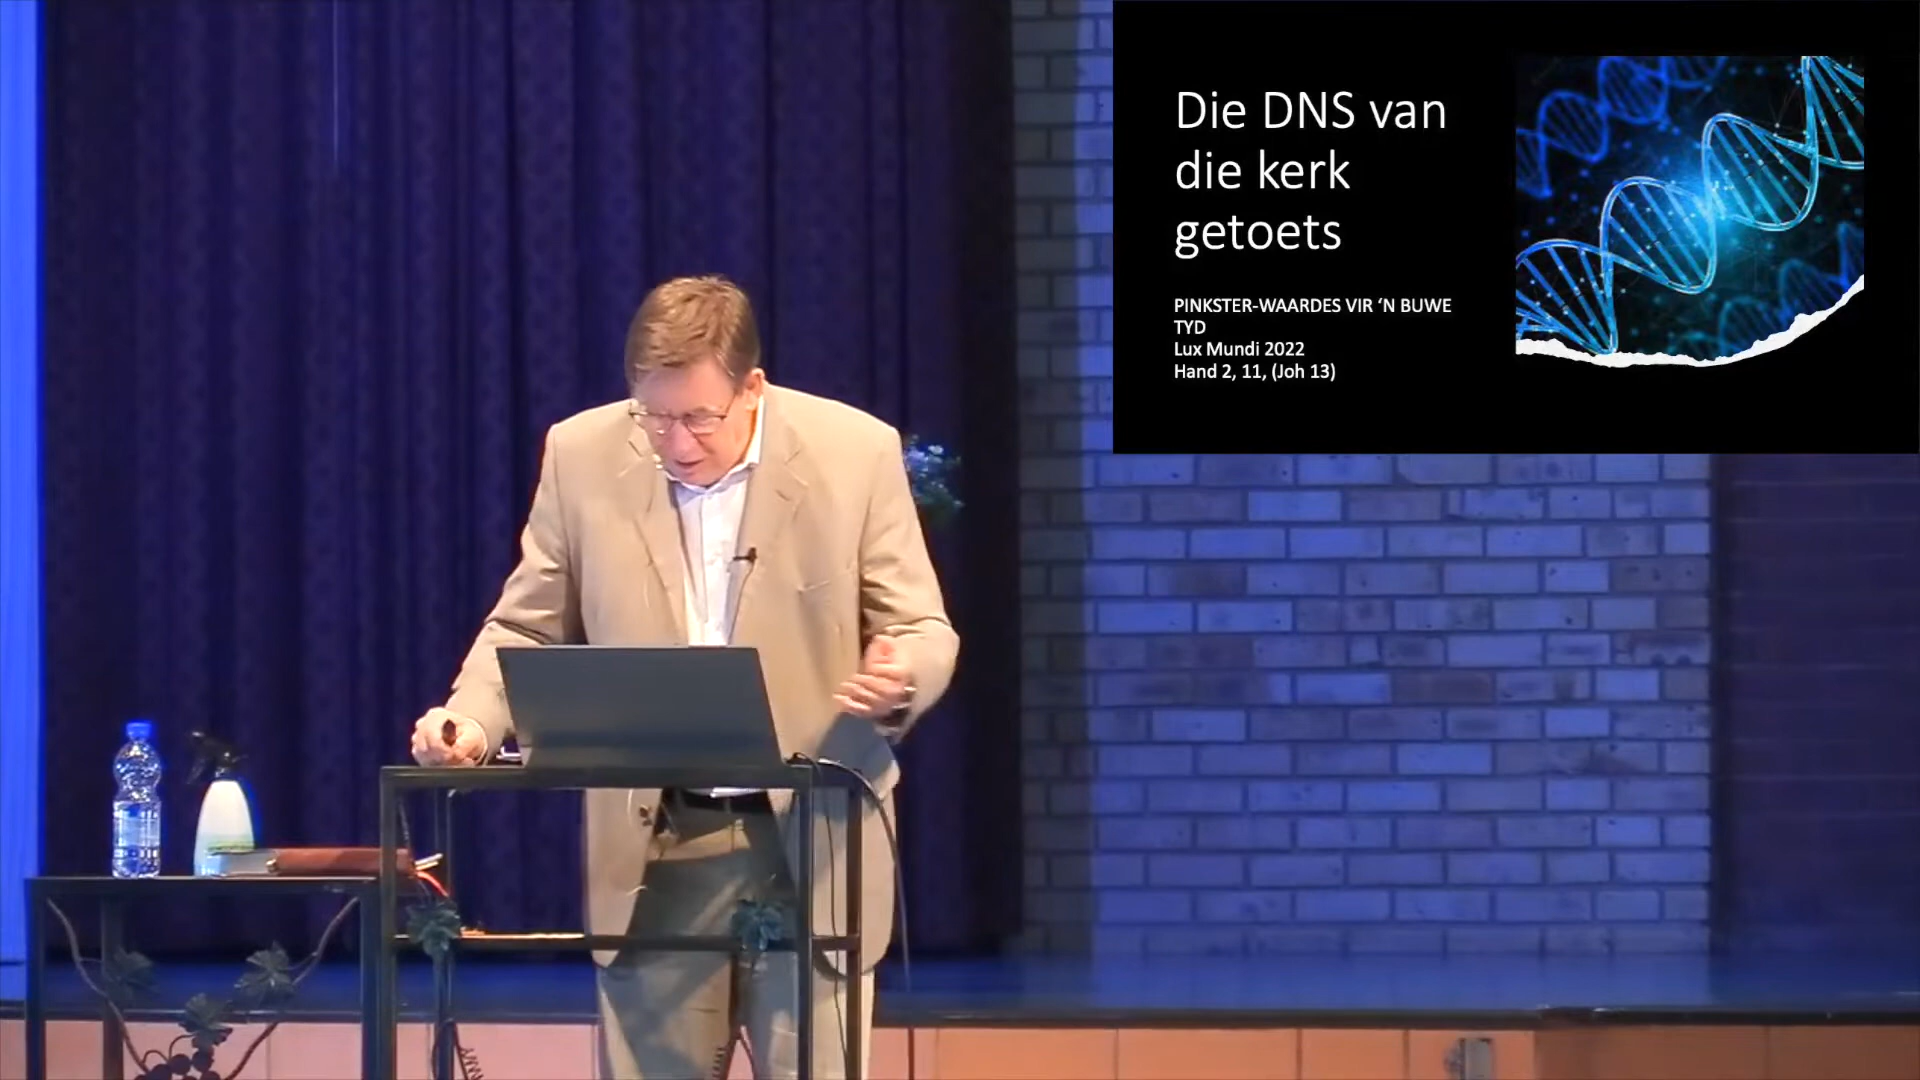 Die DNS van
die kerk
getoets
PINKSTER-WAARDES VIR ‘N BUWE
TYD
Lux Mundi 2022
Hand 2, 11, (Joh 13)